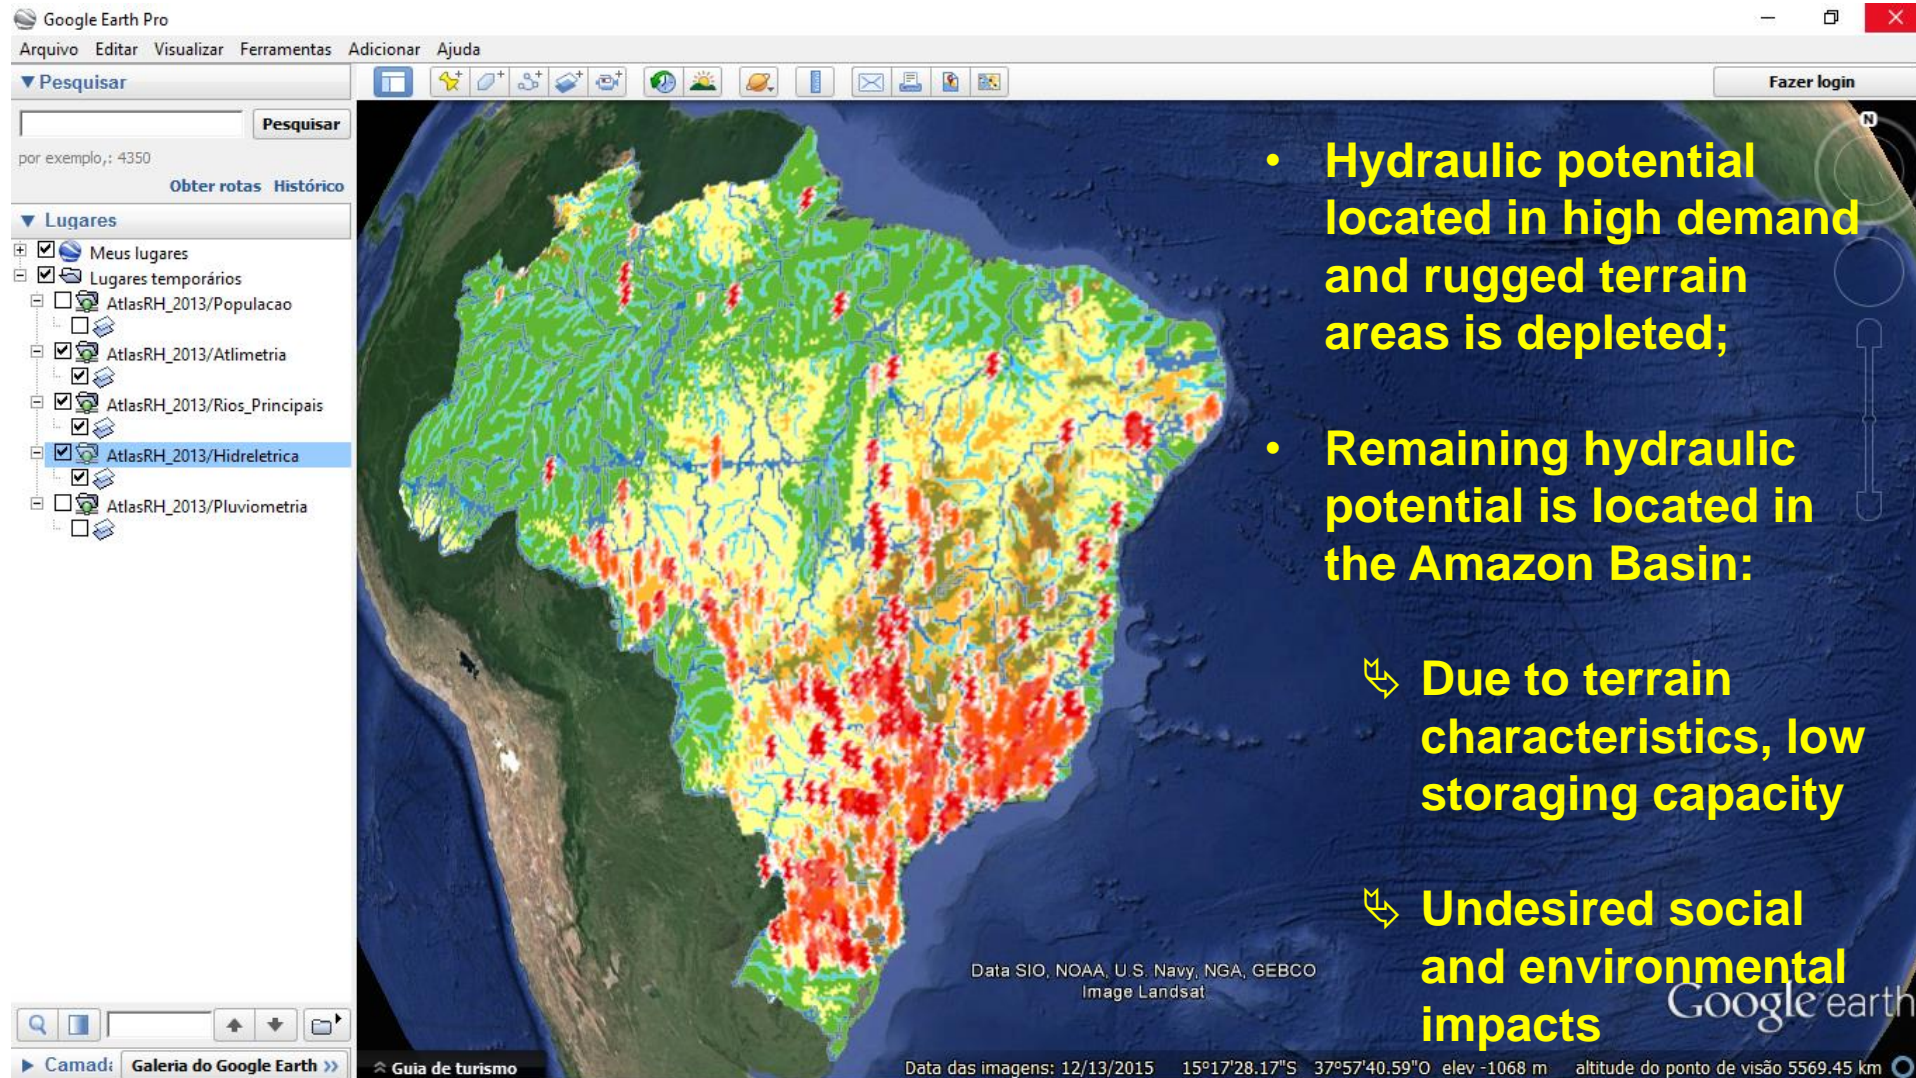 Google Earth Pro
Arquivo Editar Visualizar Ferramentas Adicionar Ajuda
▼ Pesquisar
Fazer login
Pesquisar
por exemplo,: 4350
Obter rotas Histórico
▼ Lugares
Meus lugares
Lugares temporários
AtlasRH_2013/Populacao
AtlasRH_2013/Atlimetria
AtlasRH_2013/Rios_Principais
AtlasRH_2013/Hidreletrica
AtlasRH_2013/Pluviometria
Camada
Galeria do Google Earth >>
N
• Hydraulic potential
located in high demand
and rugged terrain
areas is depleted;
• Remaining hydraulic
potential is located in
the Amazon Basin:
Due to terrain
characteristics, low
storaging capacity
Undesired social
and environmental
impacts
Data SIO, NOAA, U.S. Navy, NGA, GEBCO
Image Landsat
Google earth
Guia de turismo
Data das imagens: 12/13/2015 15°17'28.17"S 37°57'40.59"O elev -1068 m altitude do ponto de visão 5569.45 km